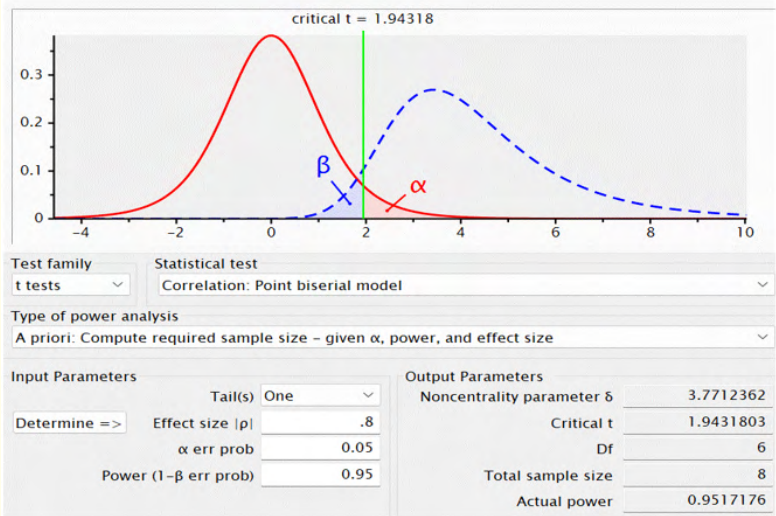 critical t = 1.94318
0.3
0.2
β
0.1
α
0
-4 -2 0 2 4 6 8 10
Test family Statistical test
t tests Correlation: Point biserial model
Type of power analysis
A priori: Compute required sample size – given α, power, and effect size
Input Parameters Output Parameters
Tail(s) One Noncentrality parameter δ 3.7712362
Determine => Effect size |ρ| .8 Critical t 1.9431803
α err prob 0.05 Df 6
Power (1-β err prob) 0.95 Total sample size 8
Actual power 0.9517176